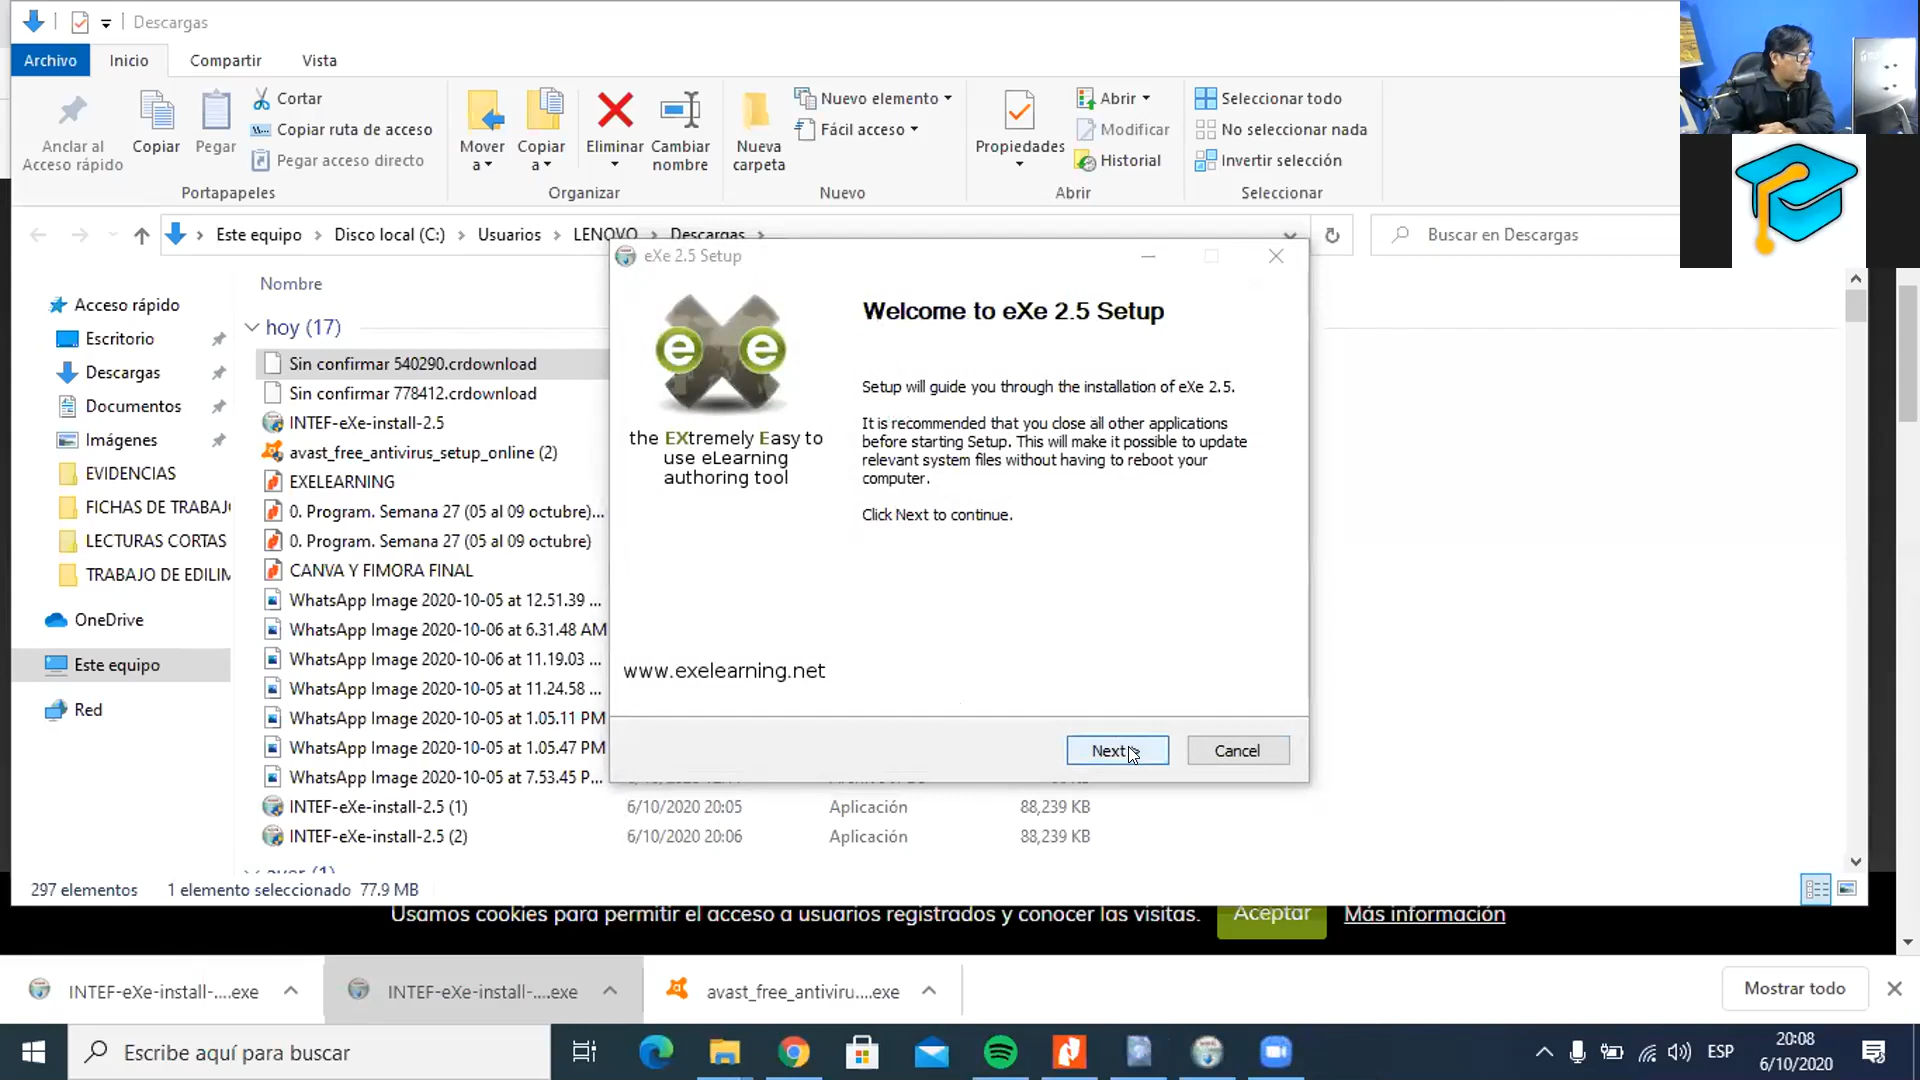 Descargas
Archivo Inicio Compartir Vista
Anclar al
Acceso rápido
Copiar
Pegar
Cortar
Copiar ruta de acceso
Pegar acceso directo
Portapapeles
Mover
a
Copiar
a
Eliminar
Cambiar
nombre
Organizar
Nueva
carpeta
Nuevo elemento
Fácil acceso
Nuevo
Propiedades
Abrir
Modificar
Historial
Abrir
Seleccionar todo
No seleccionar nada
Invertir selección
Seleccionar
Este equipo > Disco local (C:) > Usuarios > LENOVO > Descargas >
Buscar en Descargas
Acceso rápido
Escritorio
Descargas
Documentos
Imágenes
EVIDENCIAS
FICHAS DE TRABAJ
LECTURAS CORTAS
TRABAJO DE EDILIM
OneDrive
Este equipo
Red
Nombre
hoy (17)
Sin confirmar 540290.crdownload
Sin confirmar 778412.crdownload
INTEF-eXe-install-2.5
avast_free_antivirus_setup_online (2)
EXELEARNING
0. Program. Semana 27 (05 al 09 octubre)...
0. Program. Semana 27 (05 al 09 octubre)
CANVA Y FIMORA FINAL
WhatsApp Image 2020-10-05 at 12.51.39 ...
WhatsApp Image 2020-10-06 at 6.31.48 AM
WhatsApp Image 2020-10-06 at 11.19.03 ...
WhatsApp Image 2020-10-05 at 11.24.58 ...
WhatsApp Image 2020-10-05 at 1.05.11 PM
WhatsApp Image 2020-10-05 at 1.05.47 PM
WhatsApp Image 2020-10-05 at 7.53.45 P...
INTEF-eXe-install-2.5 (1) 6/10/2020 20:05 Aplicación 88,239 KB
INTEF-eXe-install-2.5 (2) 6/10/2020 20:06 Aplicación 88,239 KB
ayer (1)
297 elementos 1 elemento seleccionado 77.9 MB
eXe 2.5 Setup
e e
the EXtremely Easy to
use eLearning
authoring tool
www.exelearning.net
Welcome to eXe 2.5 Setup
Setup will guide you through the installation of eXe 2.5.
It is recommended that you close all other applications
before starting Setup. This will make it possible to update
relevant system files without having to reboot your
computer.
Click Next to continue.
Next Cancel
Usamos cookies para permitir el acceso a usuarios registrados y conocer las visitas. Aceptar Más información
INTEF-eXe-install-....exe INTEF-eXe-install-....exe avast_free_antiviru....exe Mostrar todo
Escribe aquí para buscar
ESP
20:08
6/10/2020